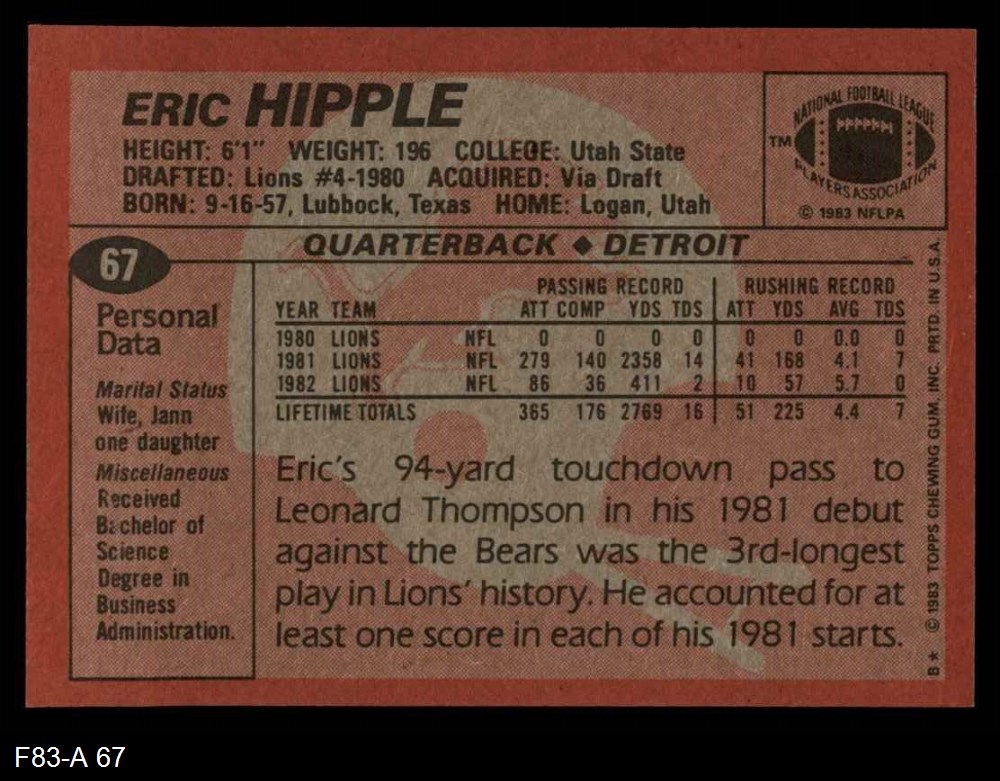 ERIC HIPPLE
HEIGHT: 6'1" WEIGHT: 196 COLLEGE: Utah State
DRAFTED: Lions #4-1980 ACQUIRED: Via Draft
BORN: 9-16-57, Lubbock, Texas HOME: Logan, Utah
NATIONAL FOOTBALL LEAGUE
TM
PLAYERS ASSOCIATION
© 1983 NFLPA
QUARTERBACK ◆ DETROIT
67
Personal
Data
Marital Status
Wife, Jann
one daughter
Miscellaneous
Received
Bachelor of
Science
Degree in
Business
Administration.
PASSING RECORD RUSHING RECORD
YEAR TEAM ATT COMP YDS TDS ATT YDS AVG TDS
1980 LIONS NFL 0 0 0 0 0 0 0.0 0
1981 LIONS NFL 279 140 2358 14 41 168 4.1 7
1982 LIONS NFL 86 36 411 2 10 57 5.7 0
LIFETIME TOTALS 365 176 2769 16 51 225 4.4 7
Eric's 94-yard touchdown pass to
Leonard Thompson in his 1981 debut
against the Bears was the 3rd-longest
play in Lions' history. He accounted for at
least one score in each of his 1981 starts.
B★ © 1983 TOPPS CHEWING GUM, INC. PRTD. IN U.S.A.
F83-A 67